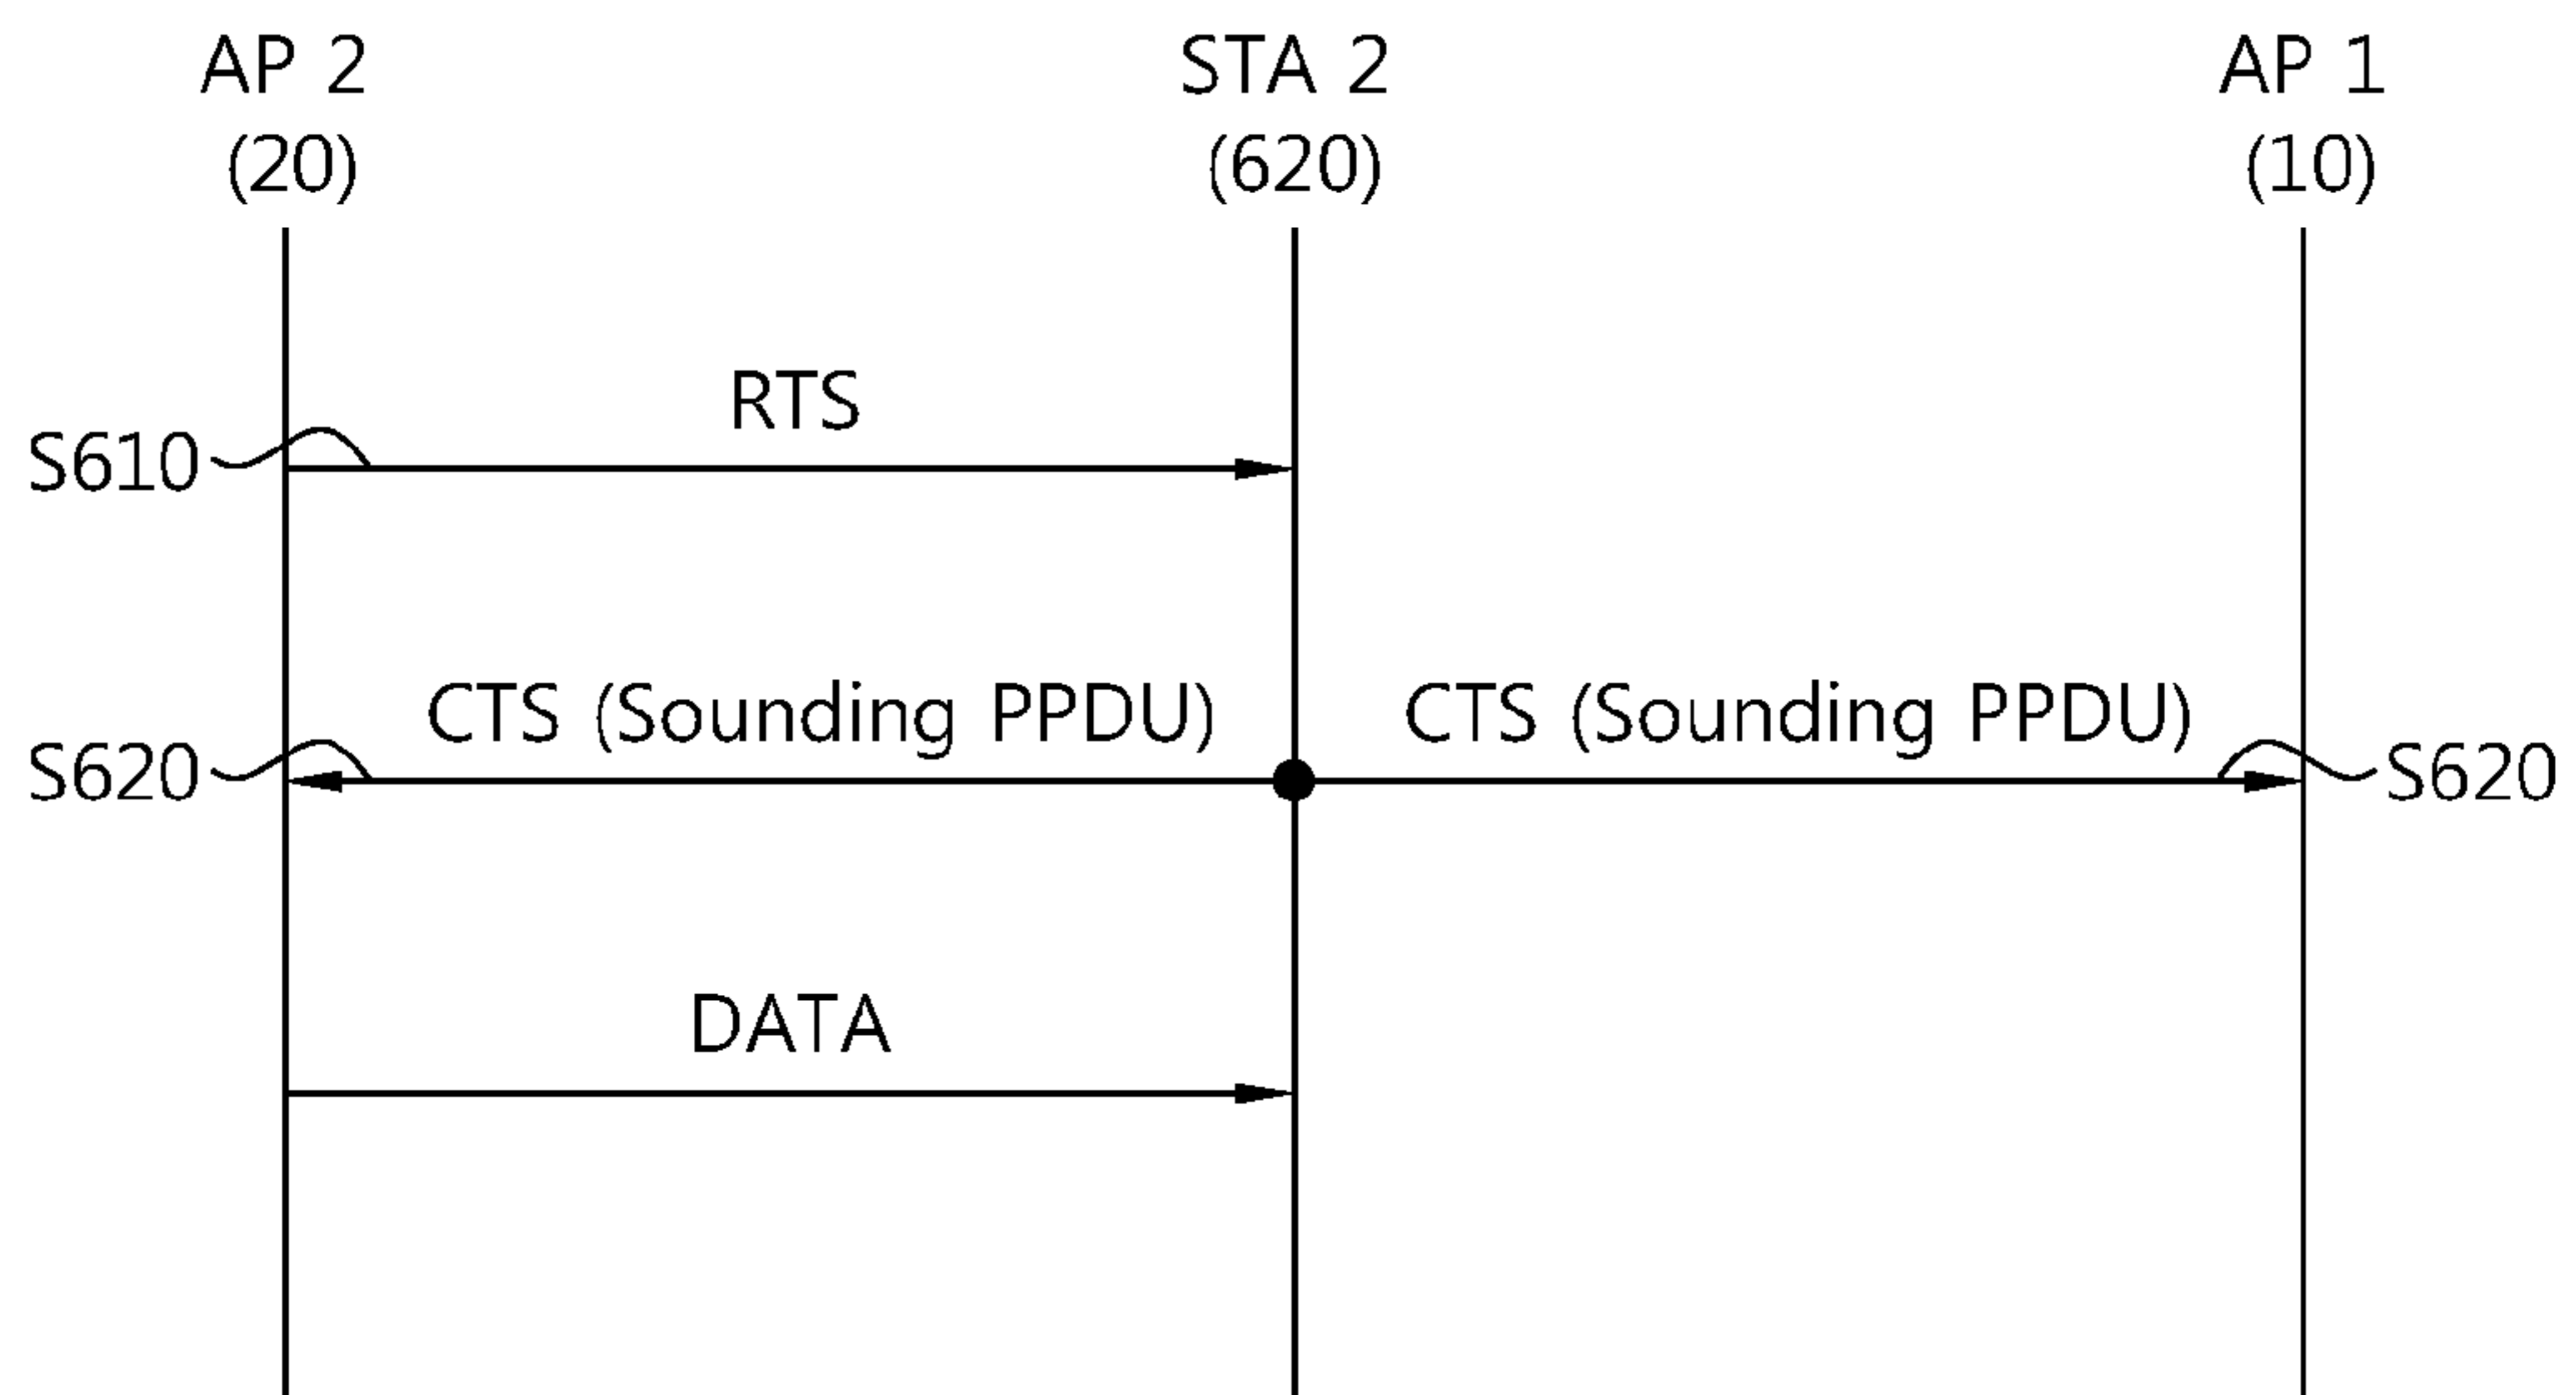 AP 2
(20)
STA 2
(620)
AP 1
(10)
RTS
S610
CTS (Sounding PPDU)
CTS (Sounding PPDU)
S620
S620
DATA